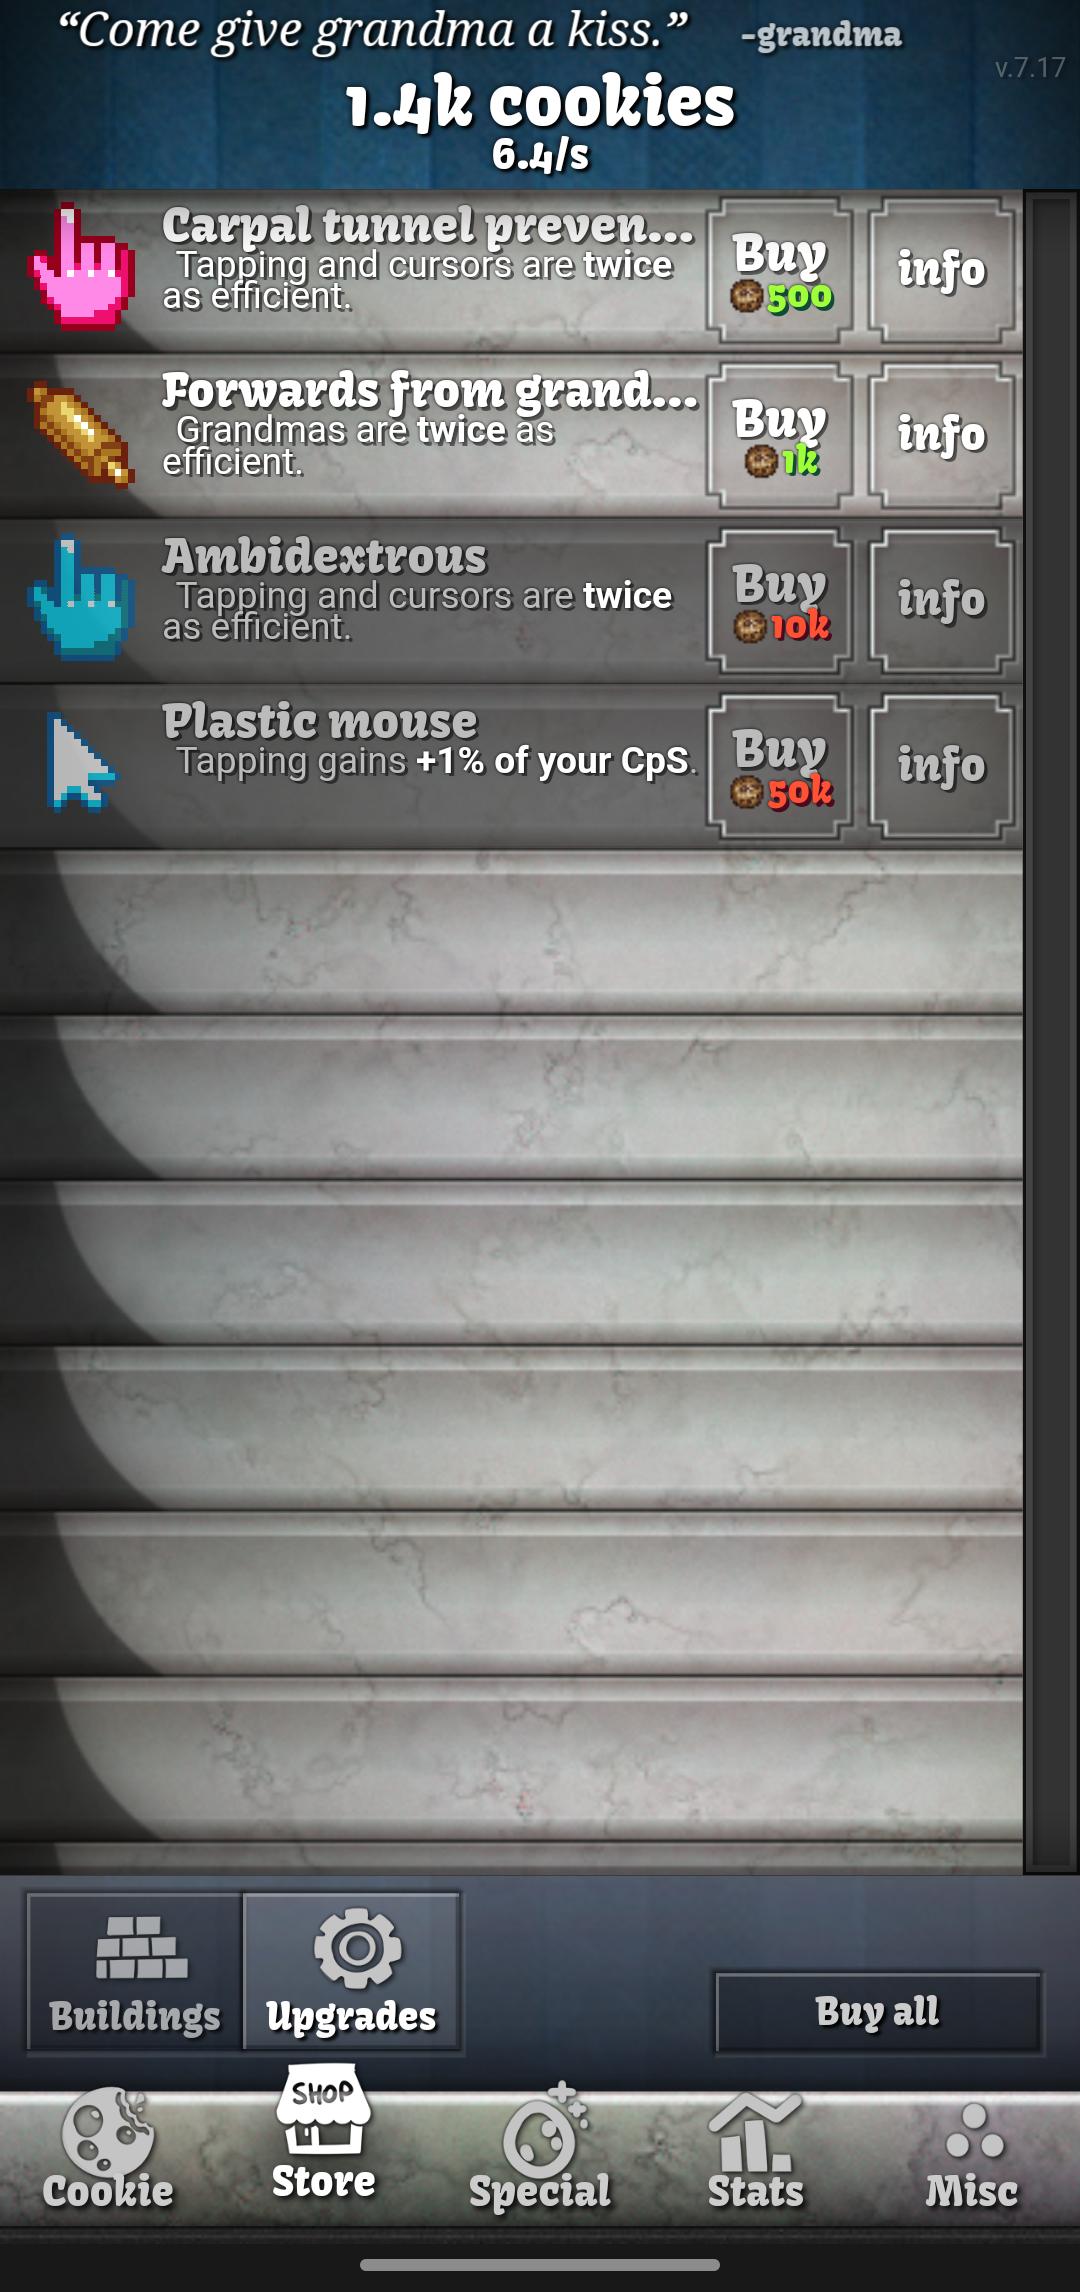 “Come give grandma a kiss.” -grandma
v.7.17
1.4k cookies
6.4/s
Carpal tunnel preven...
Tapping and cursors are twice
as efficient.
Buy
500
info
Forwards from grand...
Grandmas are twice as
efficient.
Buy
1k
info
Ambidextrous
Tapping and cursors are twice
as efficient.
Buy
10k
info
Plastic mouse
Tapping gains +1% of your CpS.
Buy
50k
info
Buildings
Upgrades
Buy all
SHOP
Cookie
Store
Special
Stats
Misc